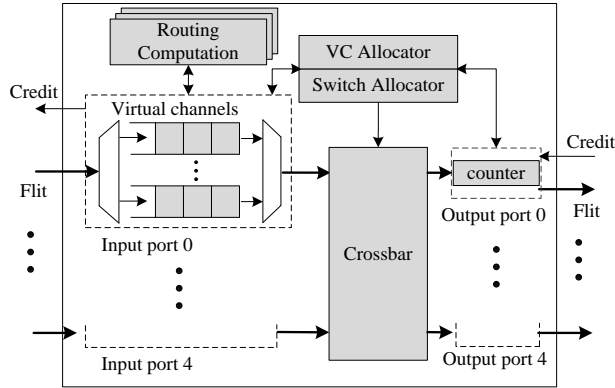 Routing
Computation
VC Allocator
Switch Allocator
Credit
Virtual channels
Flit
Input port 0
Crossbar
Credit
counter
Output port 0
Flit
Input port 4
Output port 4